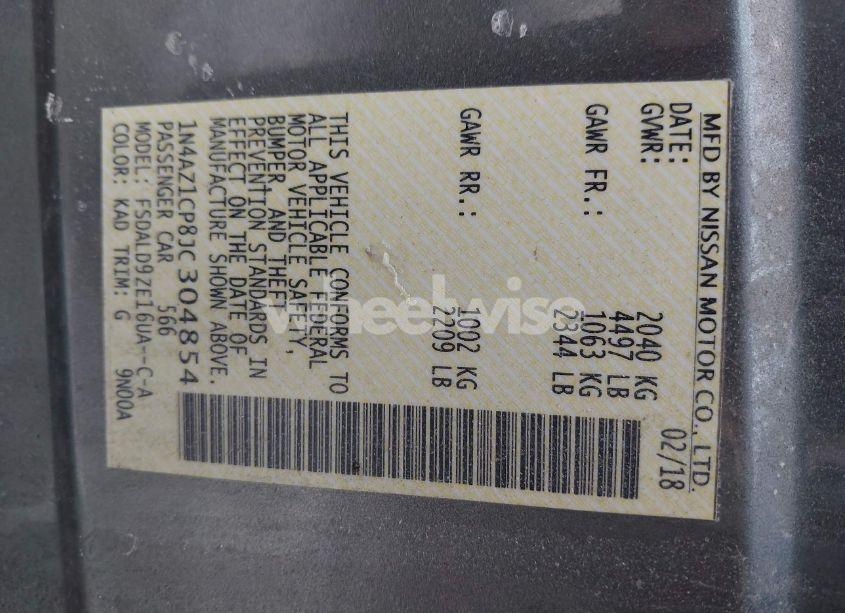 MFD BY NISSAN MOTOR CO., LTD.
DATE: 02/18
GVWR: 2040 KG
4497 LB
GAWR FR.: 1063 KG
2344 LB
GAWR RR.: 1002 KG
2209 LB
THIS VEHICLE CONFORMS TO
ALL APPLICABLE FEDERAL
MOTOR VEHICLE SAFETY,
BUMPER, AND THEFT
PREVENTION STANDARDS IN
EFFECT ON THE DATE OF
MANUFACTURE SHOWN ABOVE.
1N4AZ1CP8JC304854
PASSENGER CAR 566
MODEL: FSDALD9ZE16UA--C-A
COLOR: KAD TRIM: G 9N00A
wheelwise